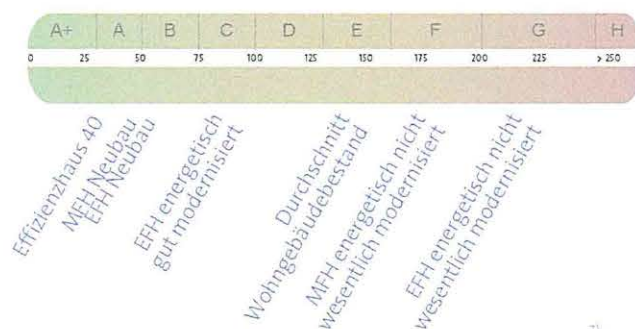 A+ A B C D E F G H
0 25 50 75 100 125 150 175 200 225 > 250
Effizienzhaus 40
MFH Neubau
EFH Neubau
EFH energetisch
gut modernisiert
Durchschnitt
Wohngebäudebestand
MFH energetisch nicht
wesentlich modernisiert
EFH energetisch nicht
wesentlich modernisiert